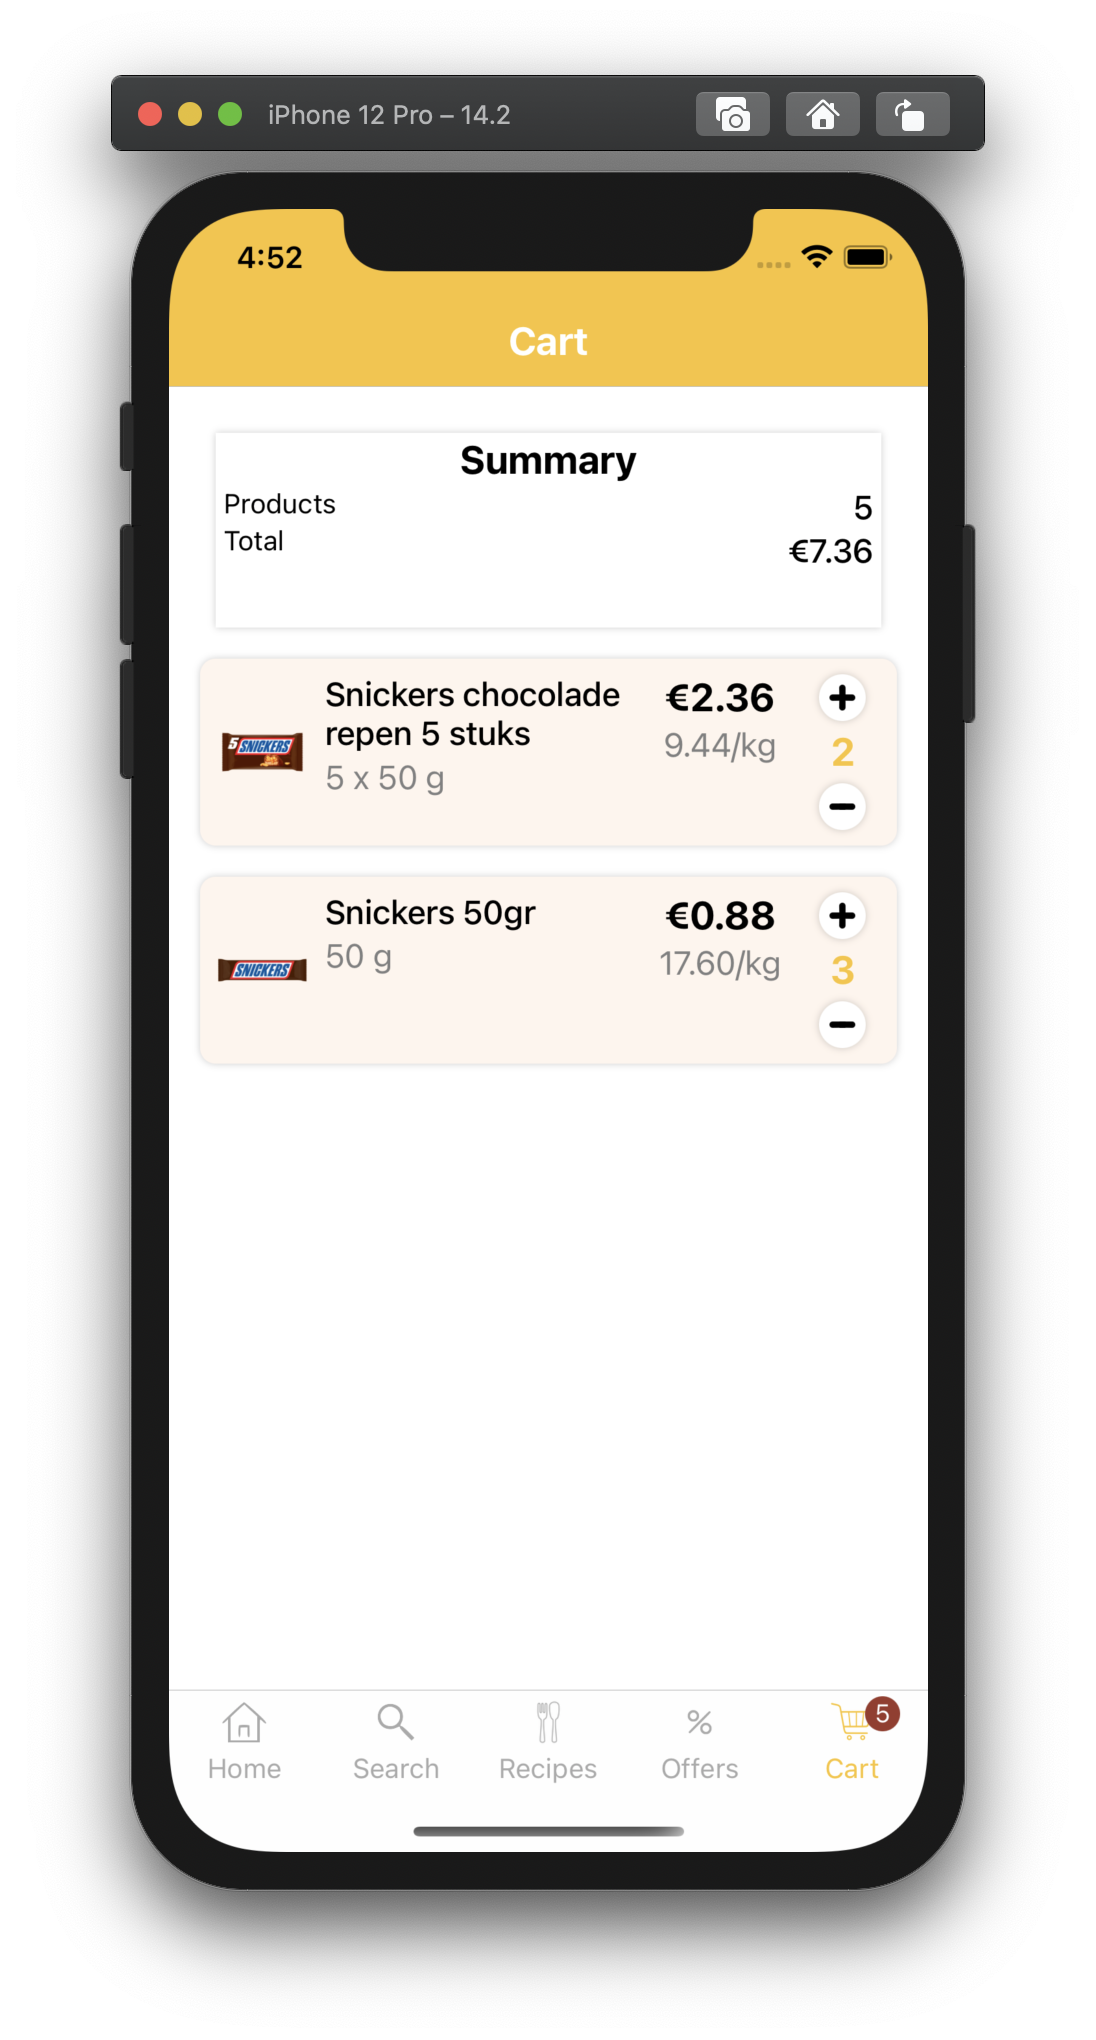 iPhone 12 Pro – 14.2
4:52
Cart
Summary
Products 5
Total €7.36
Snickers chocolade
repen 5 stuks
5 x 50 g
€2.36
9.44/kg
2
5 SNICKERS
Snickers 50gr
50 g
€0.88
17.60/kg
3
SNICKERS
Home
Search
Recipes
% Offers
Cart
5